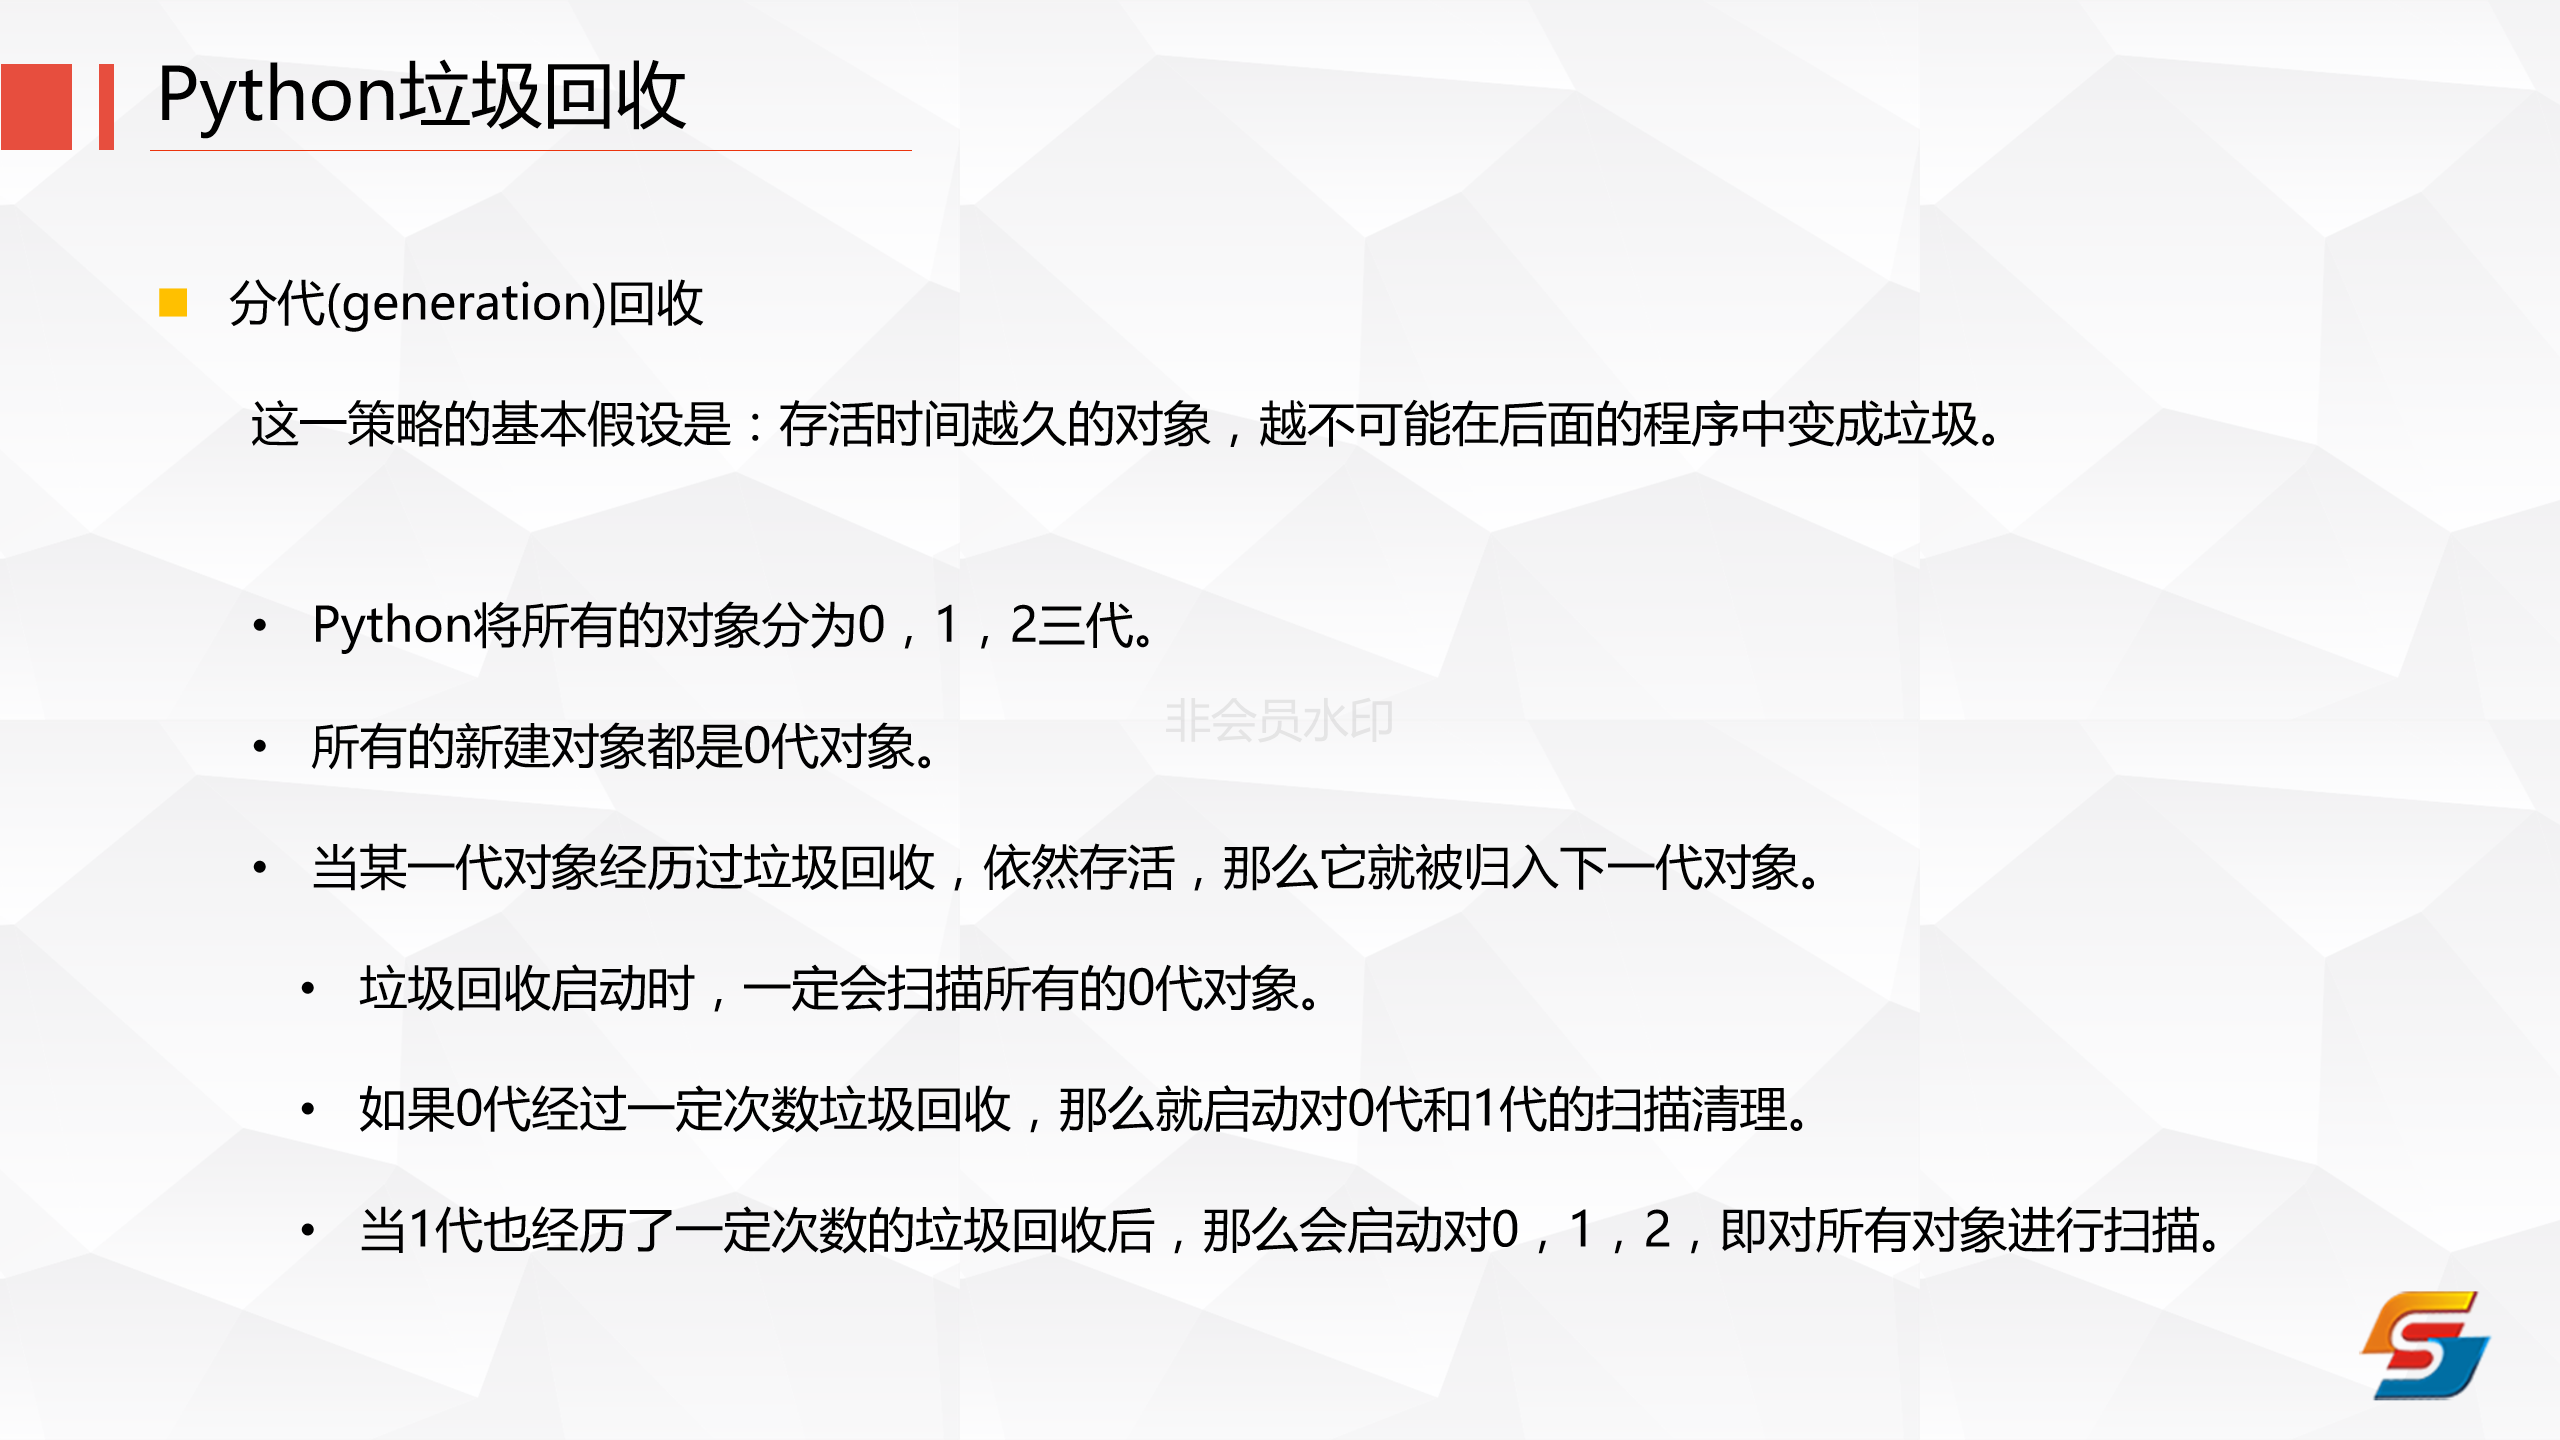 Python垃圾回收
分代(generation)回收
这一策略的基本假设是：存活时间越久的对象，越不可能在后面的程序中变成垃圾。
• Python将所有的对象分为0，1，2三代。
非会员水印
• 所有的新建对象都是0代对象。
• 当某一代对象经历过垃圾回收，依然存活，那么它就被归入下一代对象。
• 垃圾回收启动时，一定会扫描所有的0代对象。
• 如果0代经过一定次数垃圾回收，那么就启动对0代和1代的扫描清理。
• 当1代也经历了一定次数的垃圾回收后，那么会启动对0，1，2，即对所有对象进行扫描。